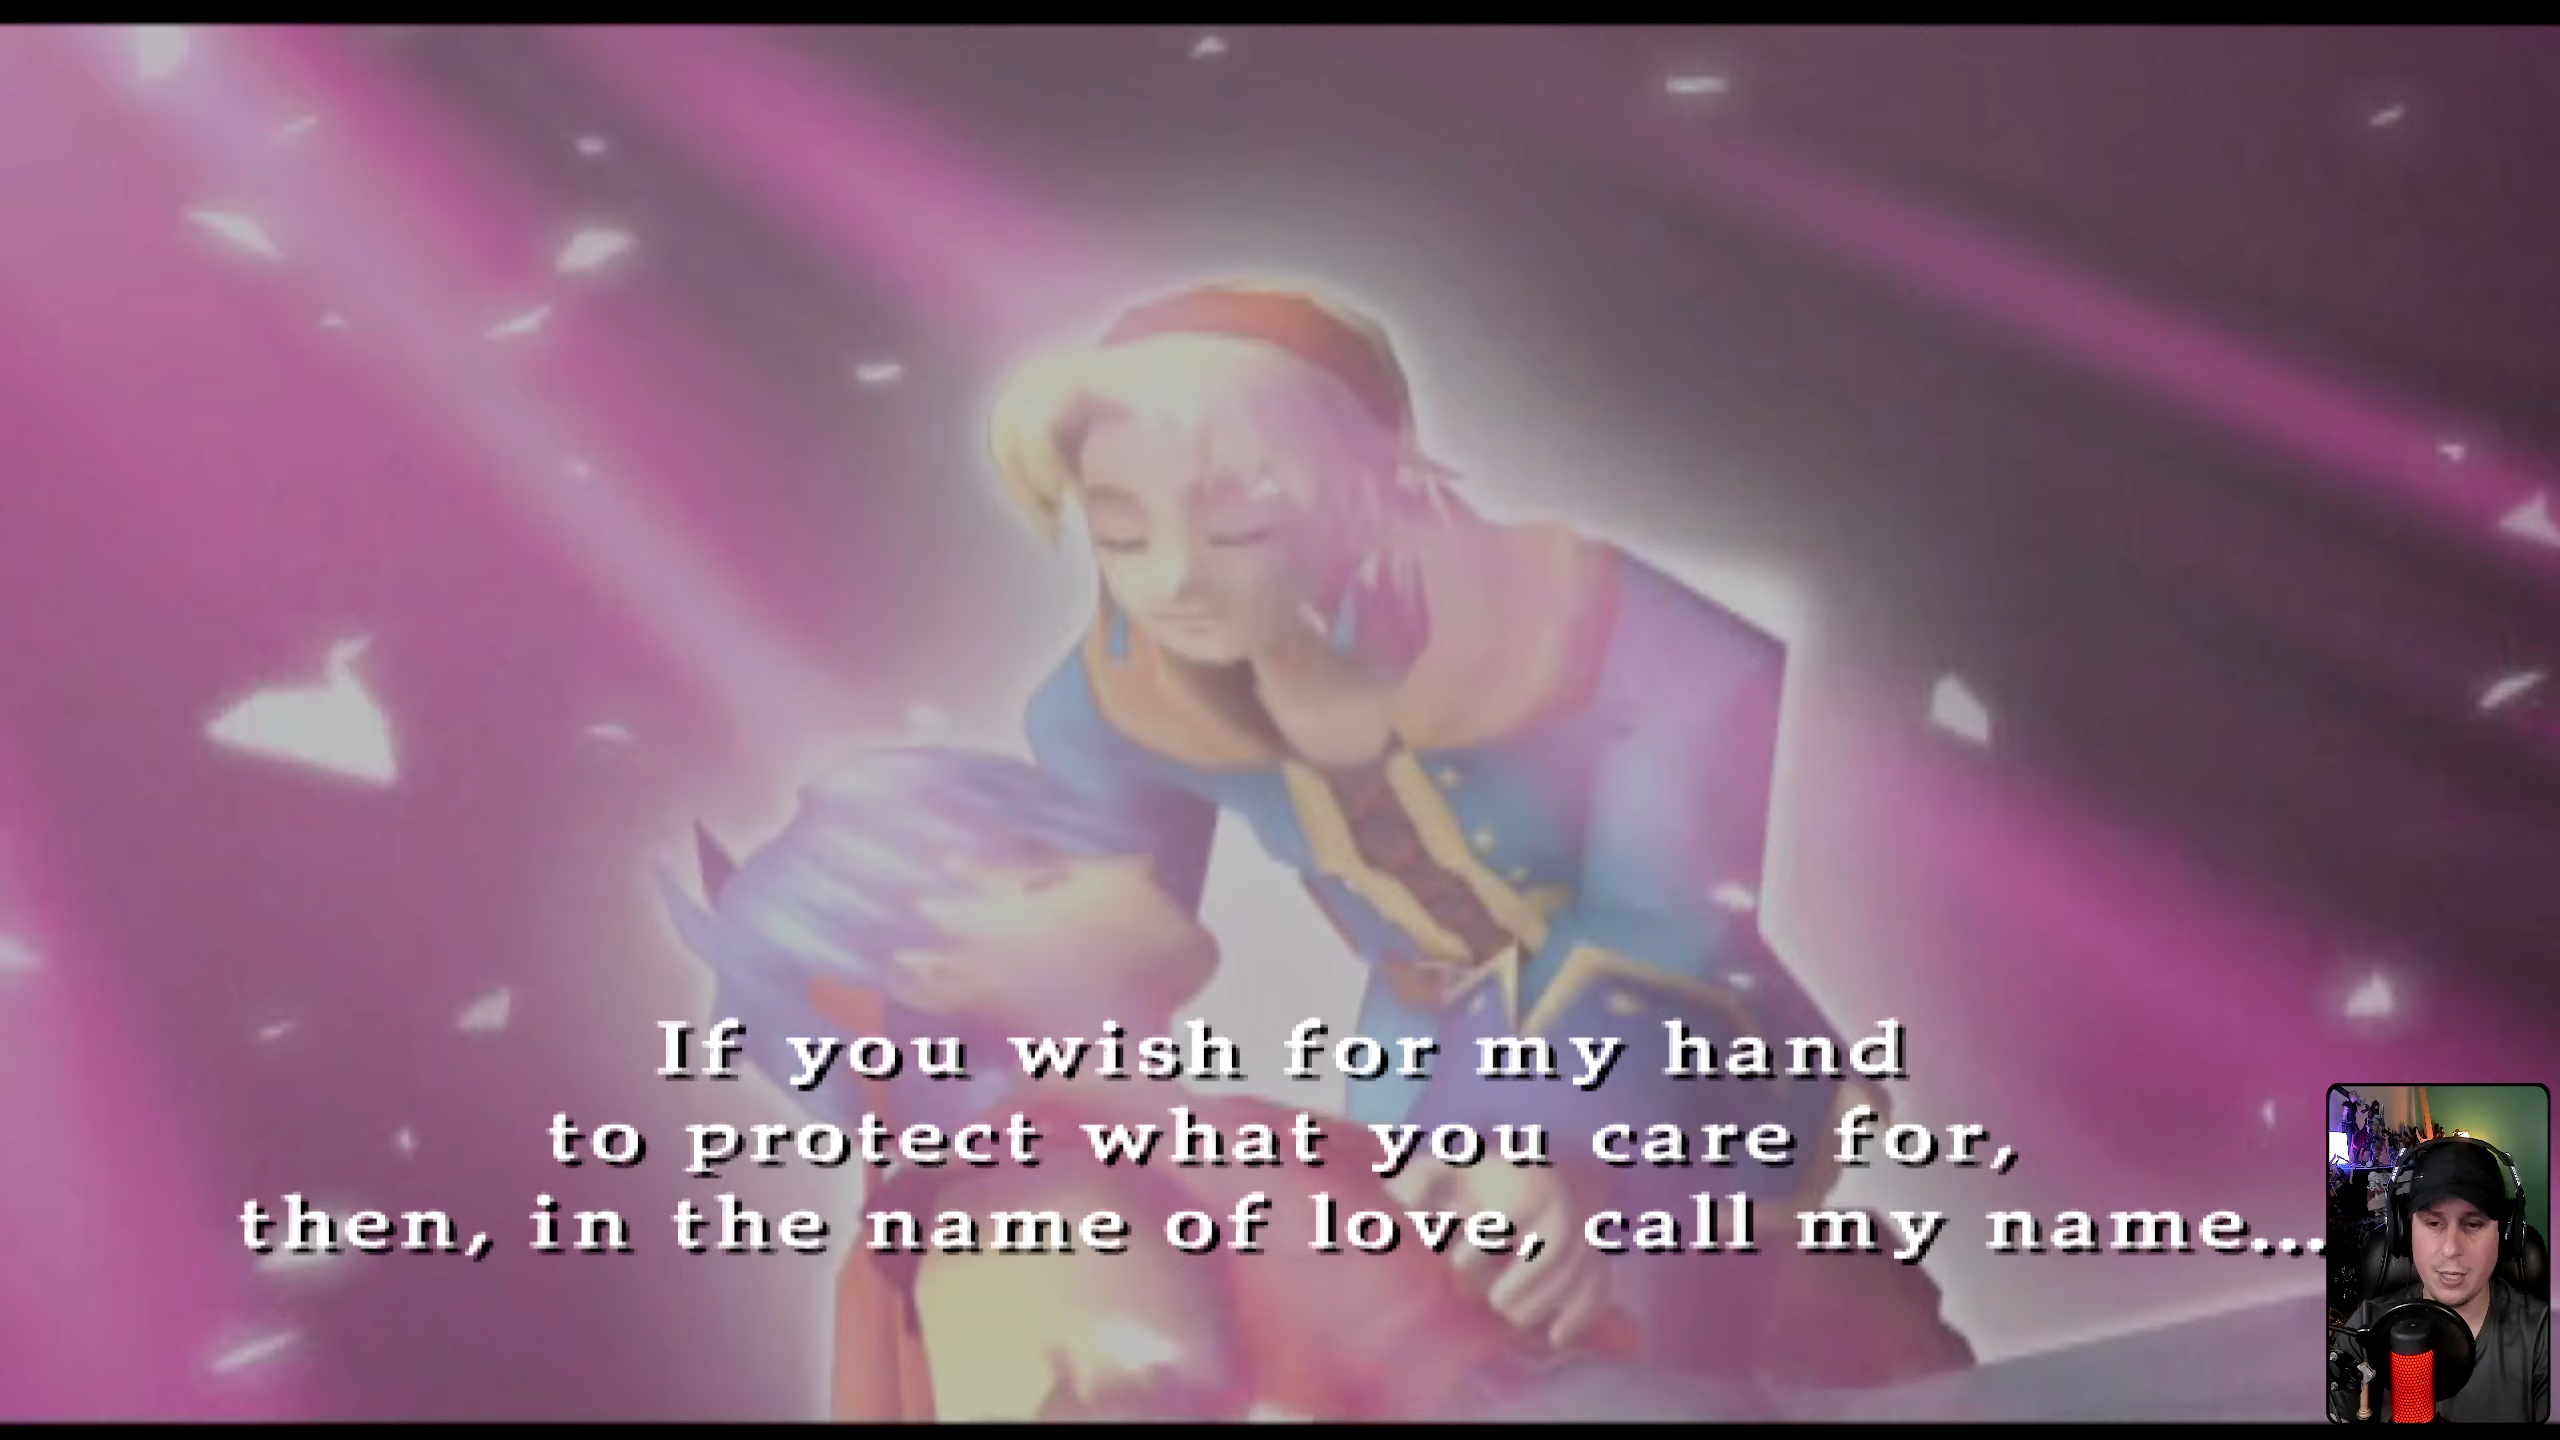 If you wish for my hand
to protect what you care for,
then, in the name of love, call my name...